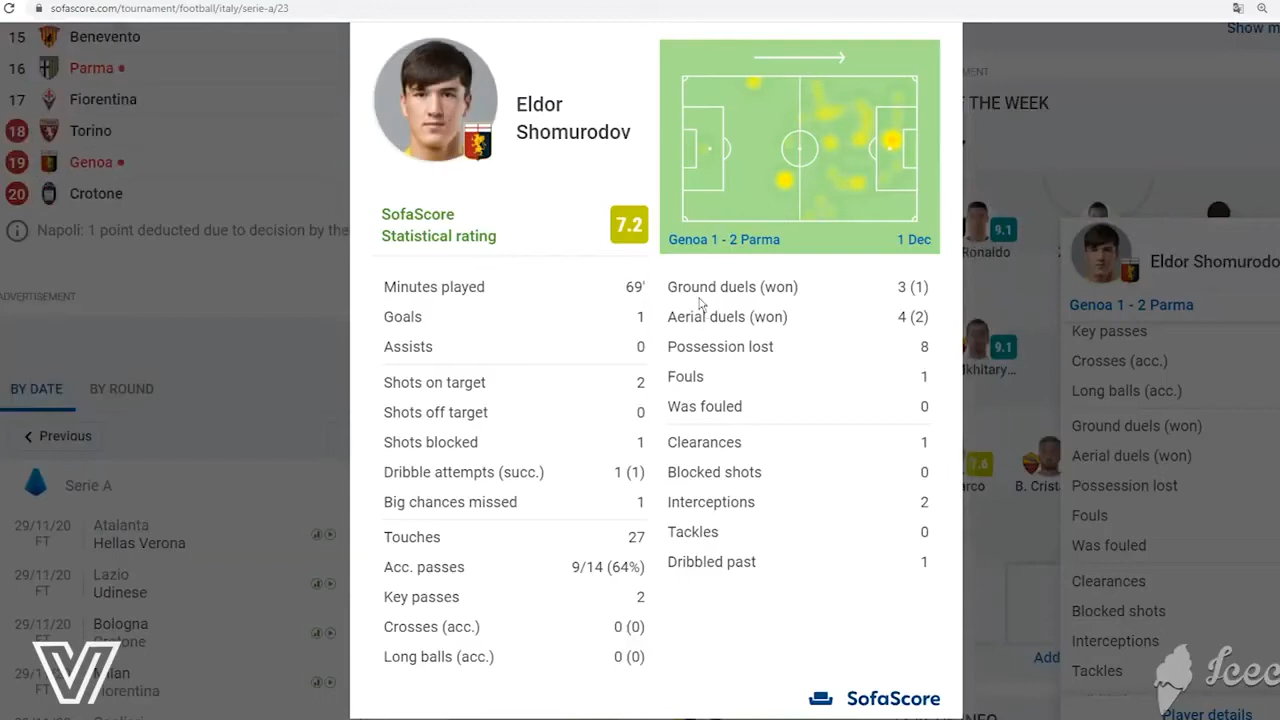 sofascore.com/tournament/football/italy/serie-a/23
15 Benevento
16 Parma
17 Fiorentina
18 Torino
19 Genoa
20 Crotone
Napoli: 1 point deducted due to decision by the
ADVERTISEMENT
BY DATE BY ROUND
Previous
Serie A
29/11/20 Atalanta
FT Hellas Verona
29/11/20 Lazio
FT Udinese
29/11/20 Bologna
FT Crotone
29/1 Milan
Fiorentina
Eldor
Shomurodov
SofaScore
Statistical rating
7.2
Genoa 1 - 2 Parma 1 Dec
Minutes played 69'
Goals 1
Assists 0
Shots on target 2
Shots off target 0
Shots blocked 1
Dribble attempts (succ.) 1 (1)
Big chances missed 1
Touches 27
Acc. passes 9/14 (64%)
Key passes 2
Crosses (acc.) 0 (0)
Long balls (acc.) 0 (0)
Ground duels (won) 3 (1)
Aerial duels (won) 4 (2)
Possession lost 8
Fouls 1
Was fouled 0
Clearances 1
Blocked shots 0
Interceptions 2
Tackles 0
Dribbled past 1
SofaScore
Show m
MENT
THE WEEK
9.1
Ronaldo
9.1
khitary...
.6
arco
B. Crist
Add
Eldor Shomurodo
Genoa 1 - 2 Parma
Key passes
Crosses (acc.)
Long balls (acc.)
Ground duels (won)
Aerial duels (won)
Possession lost
Fouls
Was fouled
Clearances
Blocked shots
Interceptions
Tackles
Player details
Icec